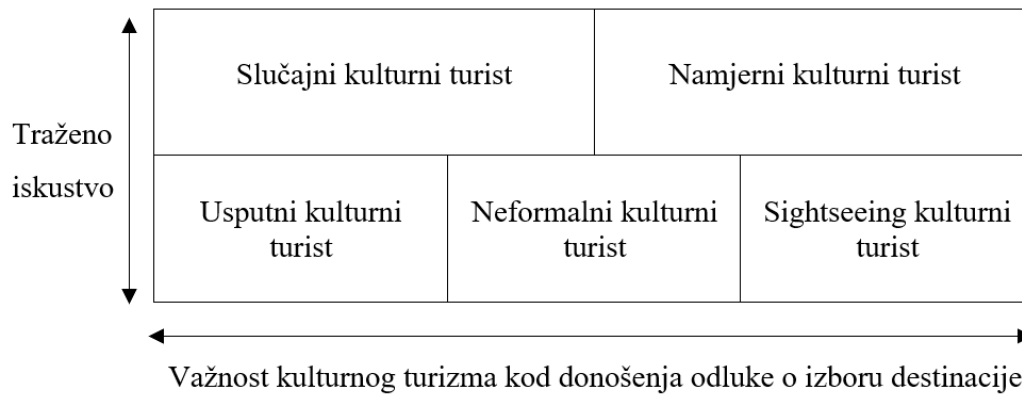 Slučajni kulturni turist
Namjerni kulturni turist
Traženo
iskustvo
Usputni kulturni
turist
Neformalni kulturni
turist
Sightseeing kulturni
turist
Važnost kulturnog turizma kod donošenja odluke o izboru destinacije